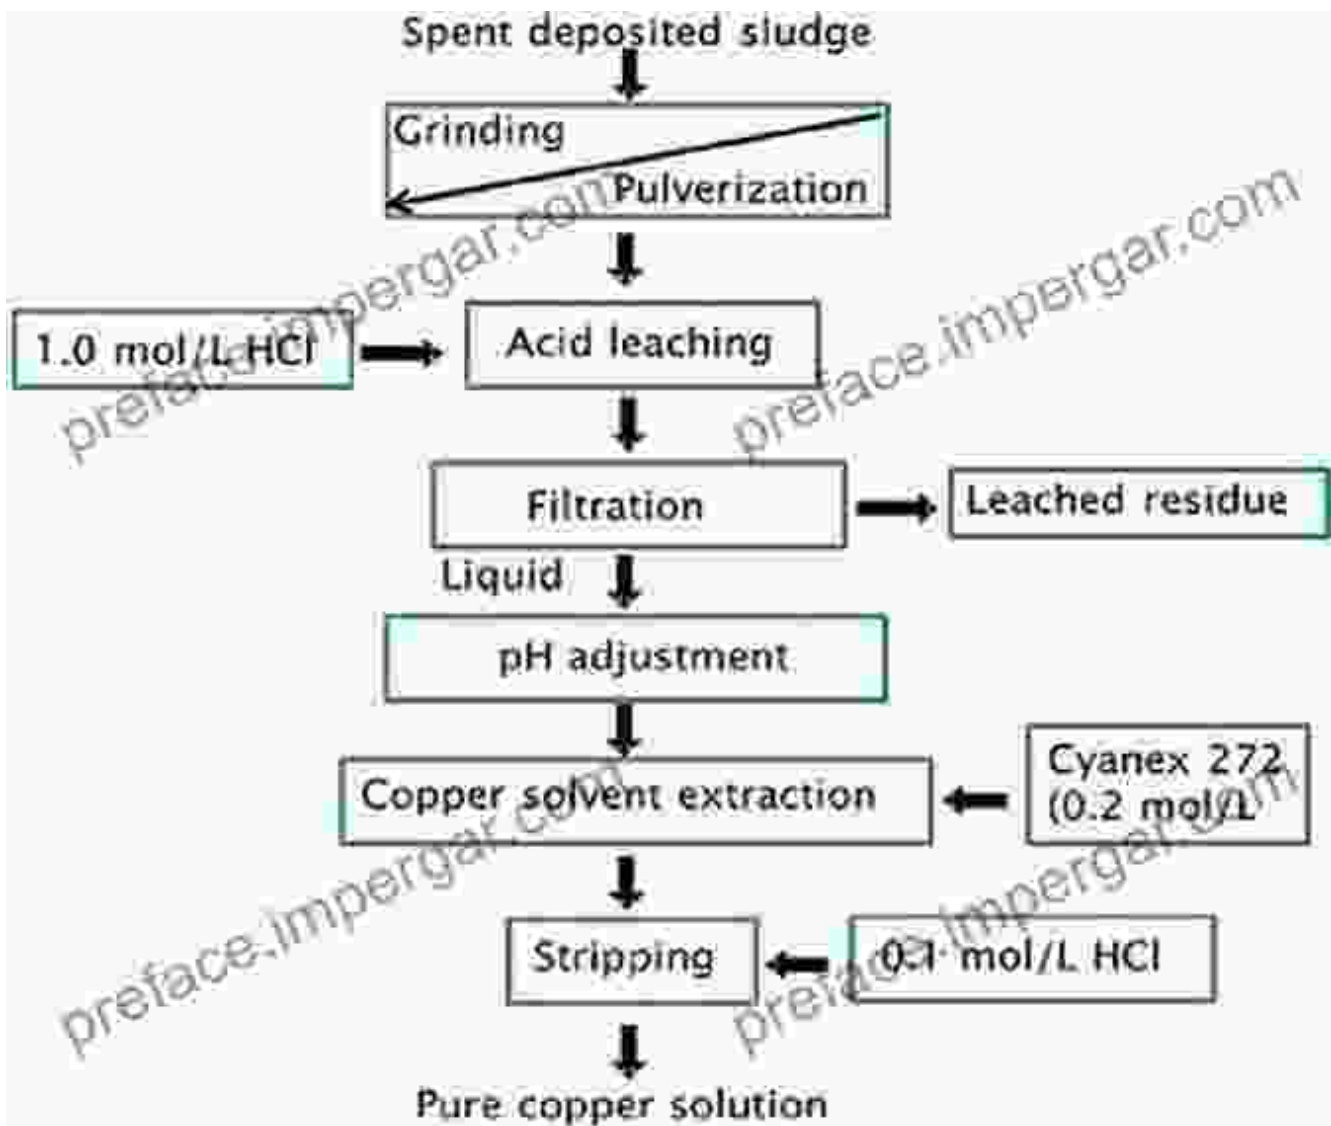 Spent deposited sludge
Grinding
Pulverization
1.0 mol/L HCl
Acid leaching
Filtration
Leached residue
Liquid
pH adjustment
Copper solvent extraction
Cyanex 272
(0.2 mol/L
Stripping
0.1 mol/L HCl
Pure copper solution
preface.impergar.com
preface.impergar.com
preface.impergar.com
preface.impergar.com